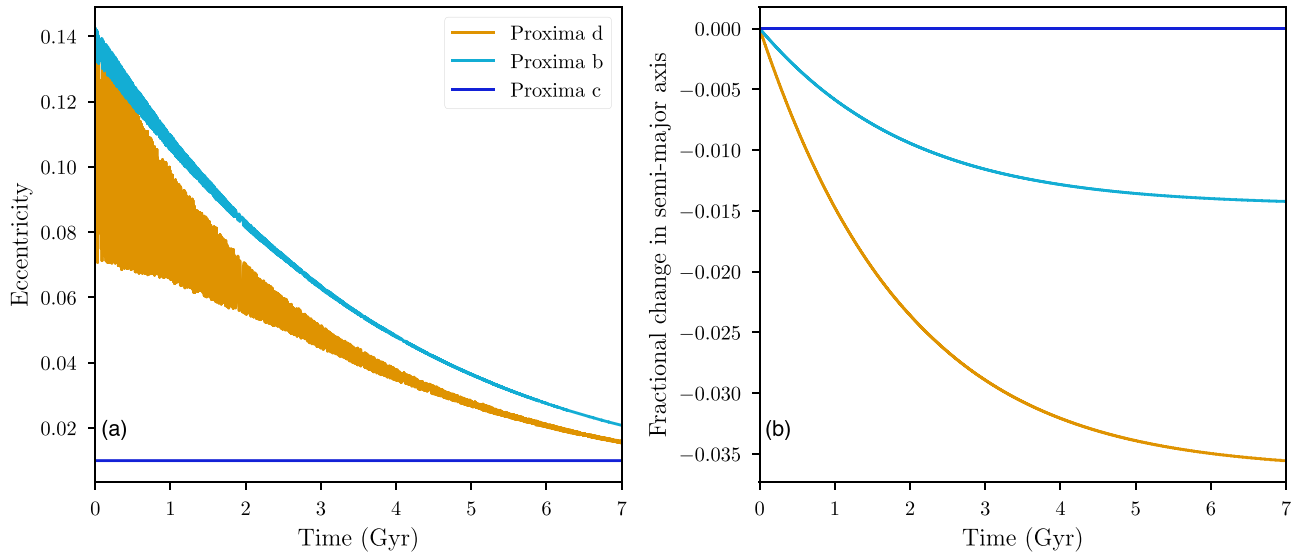 0.14
0.12
0.10
0.08
0.06
0.04
0.02
Eccentricity
Proxima d
Proxima b
Proxima c
(a)
0 1 2 3 4 5 6 7
Time (Gyr)
0.000
−0.005
−0.010
−0.015
−0.020
−0.025
−0.030
−0.035
Fractional change in semi-major axis
(b)
0 1 2 3 4 5 6 7
Time (Gyr)